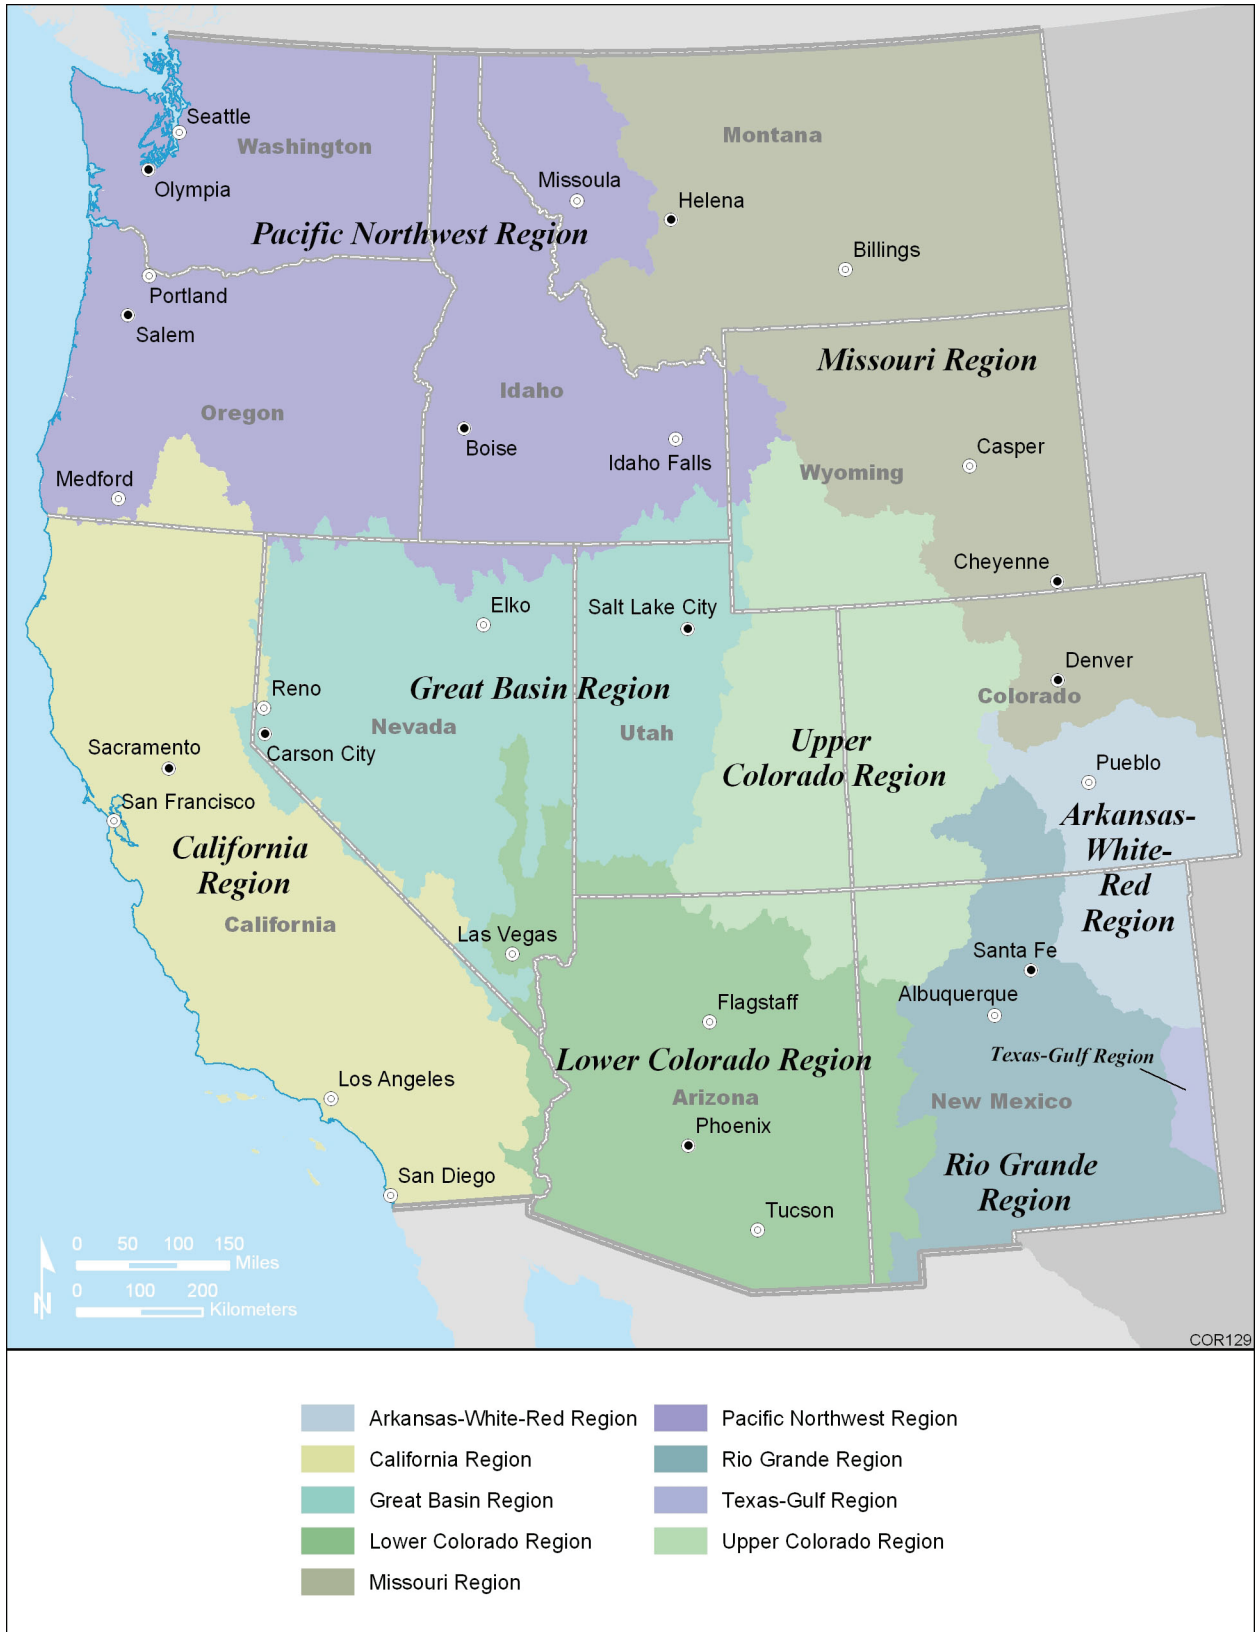 Seattle
Washington
Montana
Olympia
Missoula
Helena
Pacific Northwest Region
Billings
Portland
Salem
Missouri Region
Idaho
Oregon
Boise
Idaho Falls
Casper
Wyoming
Medford
Cheyenne
Elko
Salt Lake City
Denver
Reno
Great Basin Region
Colorado
Nevada
Utah
Sacramento
Carson City
Upper
Colorado Region
Pueblo
San Francisco
Arkansas-
White-
Red
Region
California
Region
California
Las Vegas
Santa Fe
Albuquerque
Flagstaff
Lower Colorado Region
Texas-Gulf Region
Los Angeles
Arizona
New Mexico
Phoenix
San Diego
Rio Grande
Region
Tucson
N
0 50 100 150
Miles
0 100 200
Kilometers
COR129
Arkansas-White-Red Region
California Region
Great Basin Region
Lower Colorado Region
Missouri Region
Pacific Northwest Region
Rio Grande Region
Texas-Gulf Region
Upper Colorado Region